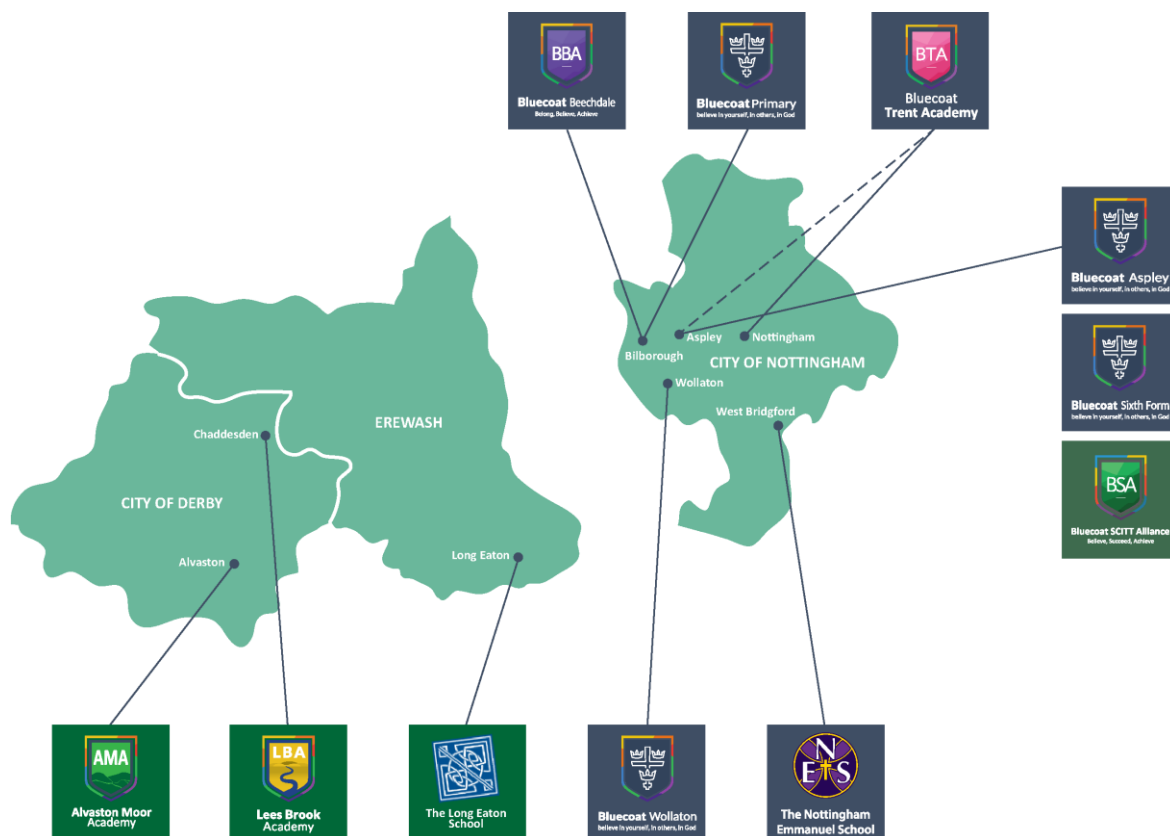 BBA
Bluecoat Beechdale
Belong, Believe, Achieve
Bluecoat Primary
believe in yourself, in others, in God
BTA
Bluecoat
Trent Academy
Bluecoat Aspley
believe in yourself, in others, in God
Bluecoat Sixth Form
believe in yourself, in others, in God
BSA
Bluecoat SCITT Alliance
Believe, Succeed, Achieve
Aspley
Nottingham
Bilborough
CITY OF NOTTINGHAM
Wollaton
West Bridgford
EREWASH
Chaddesden
CITY OF DERBY
Long Eaton
Alvaston
AMA
Alvaston Moor
Academy
LBA
Lees Brook
Academy
The Long Eaton
School
Bluecoat Wollaton
believe in yourself, in others, in God
N
E S
The Nottingham
Emmanuel School